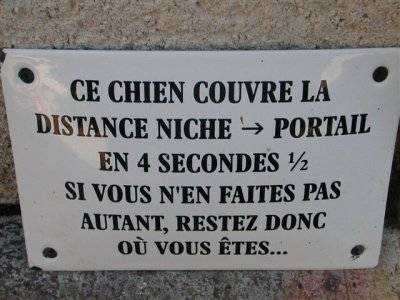 CE CHIEN COUVRE LA
DISTANCE NICHE → PORTAIL
EN 4 SECONDES ½
SI VOUS N'EN FAITES PAS
AUTANT, RESTEZ DONC
OÙ VOUS ÊTES...